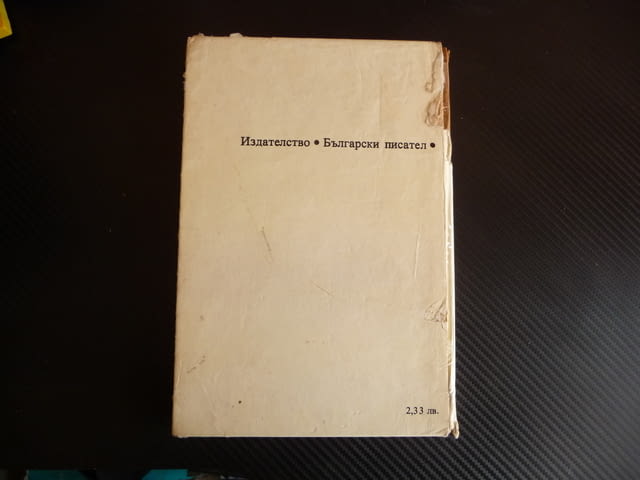 Издателство • Български писател •
2,33 лв.